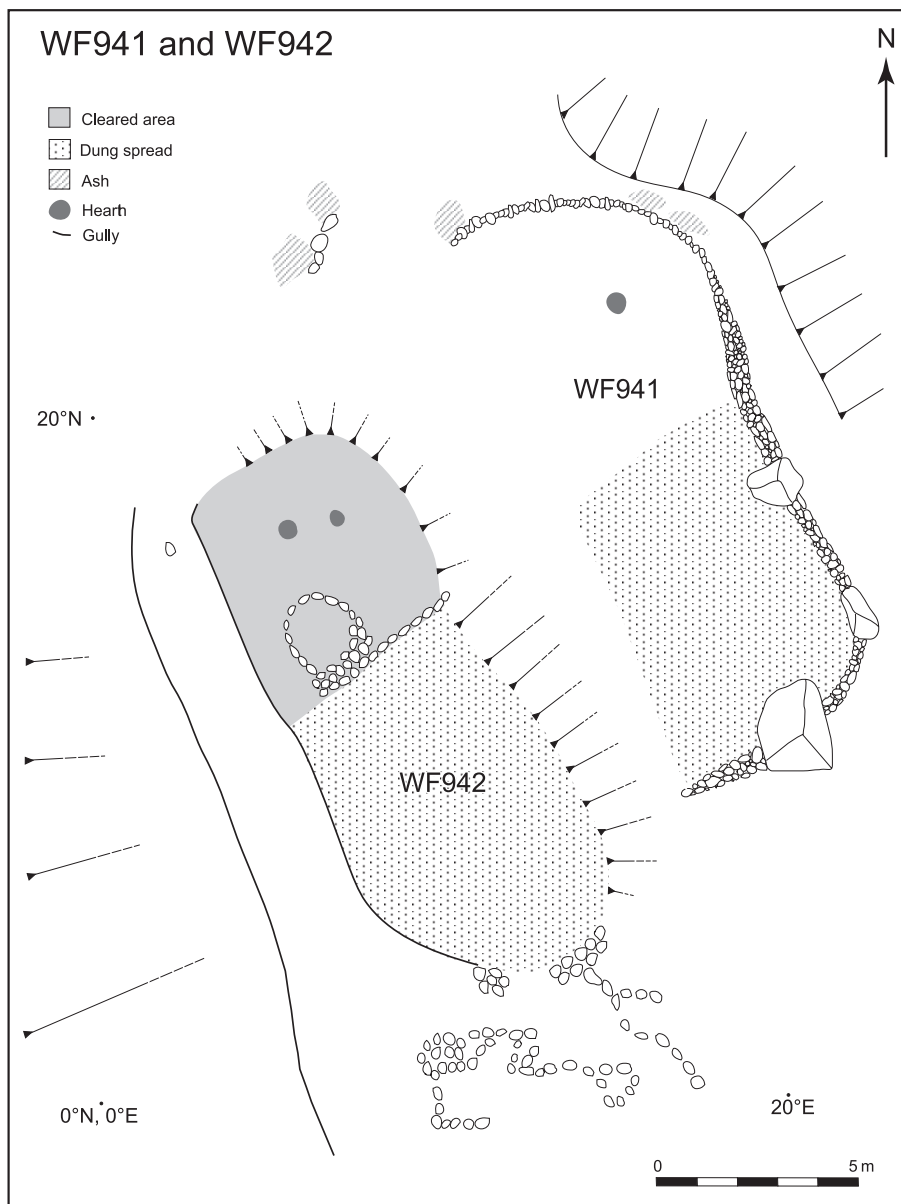 WF941 and WF942
N
Cleared area
Dung spread
Ash
Hearth
Gully
WF941
20°N
WF942
0°N, 0°E
20°E
0
5 m